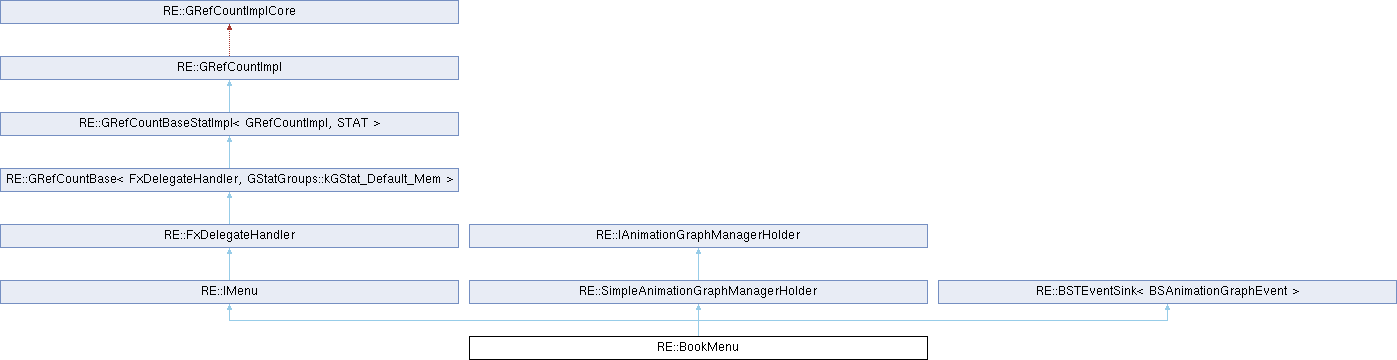 RE::GRefCountImplCore
RE::GRefCountImpl
RE::GRefCountBaseStatImpl< GRefCountImpl, STAT >
RE::GRefCountBase< FxDelegateHandler, GStatGroups::kGStat_Default_Mem >
RE::FxDelegateHandler
RE::IAnimationGraphManagerHolder
RE::IMenu
RE::SimpleAnimationGraphManagerHolder
RE::BSTEventSink< BSAnimationGraphEvent >
RE::BookMenu